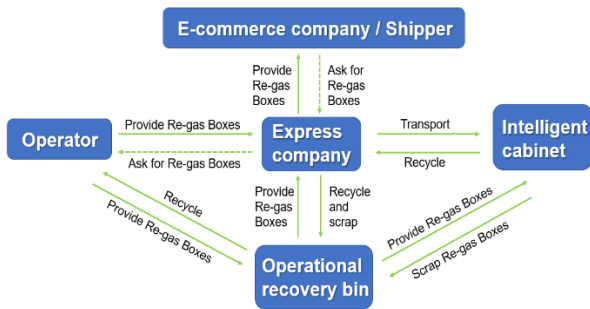 E-commerce company / Shipper
Provide
Re-gas
Boxes
Ask for
Re-gas
Boxes
Operator
Provide Re-gas Boxes
Ask for Re-gas Boxes
Express
company
Transport
Recycle
Intelligent
cabinet
Recycle
Provide Re-gas Boxes
Provide
Re-gas
Boxes
Recycle
and
scrap
Provide Re-gas Boxes
Scrap Re-gas Boxes
Operational
recovery bin